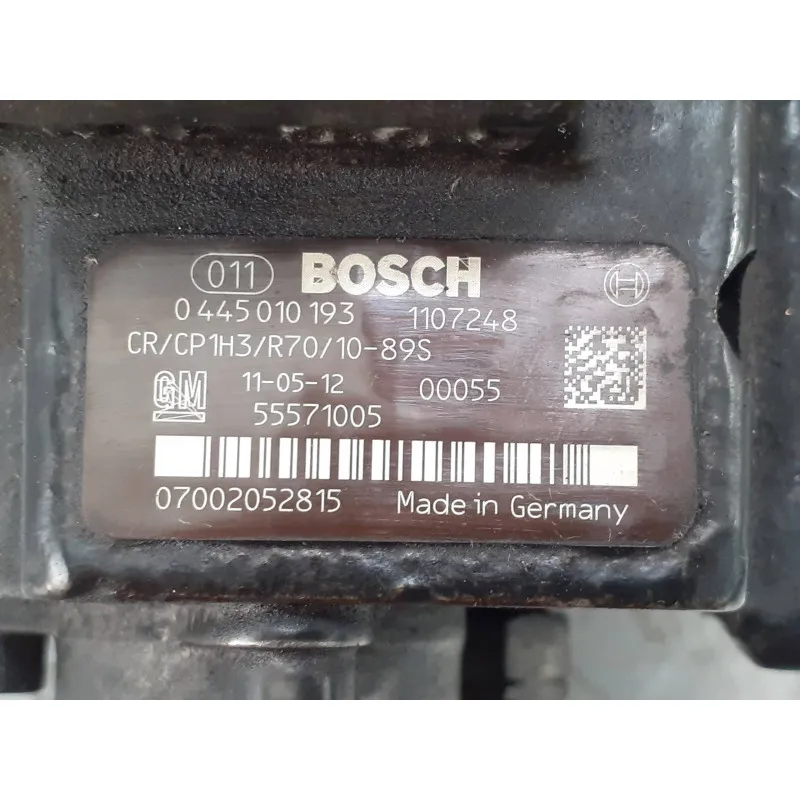 011 BOSCH
0 445 010 193 1107248
CR/CP1H3/R70/10-89S
GM 11-05-12 00055
55571005
07002052815 Made in Germany